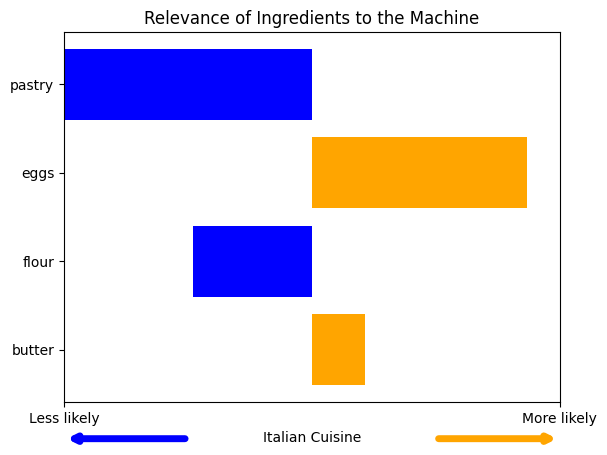 Relevance of Ingredients to the Machine
pastry
eggs
flour
butter
Less likely
More likely
Italian Cuisine